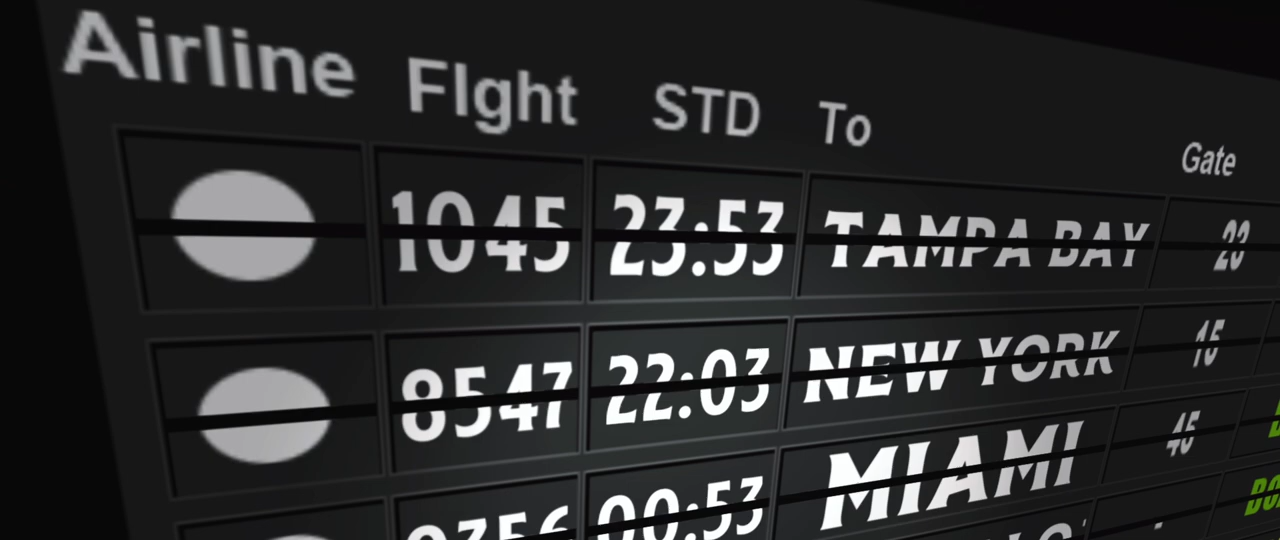 Airline FIght STD To Gate
1045 23:53 TAMPA BAY 23
8547 22:03 NEW YORK 15
00:53 MIAMI 45